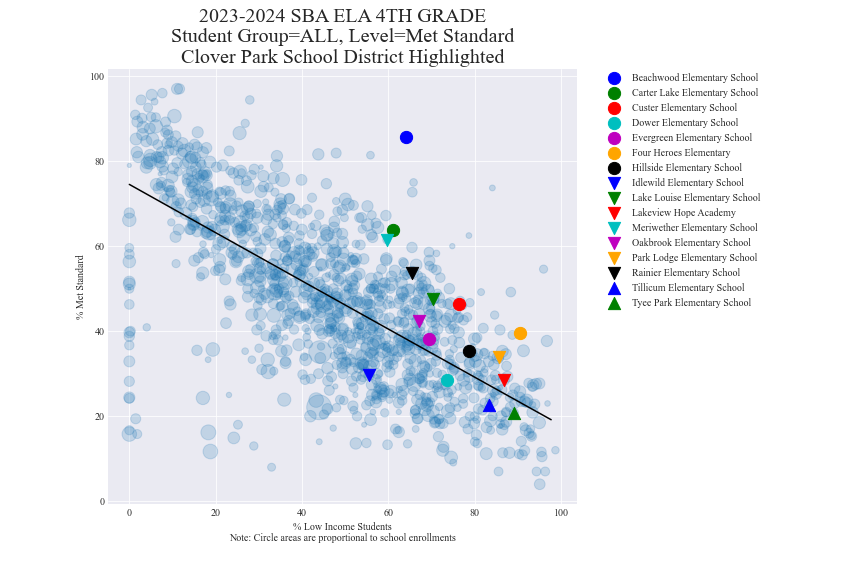 2023-2024 SBA ELA 4TH GRADE
Student Group=ALL, Level=Met Standard
Clover Park School District Highlighted
100
80
60
40
20
0
% Met Standard
0 20 40 60 80 100
% Low Income Students
Note: Circle areas are proportional to school enrollments
Beachwood Elementary School
Carter Lake Elementary School
Custer Elementary School
Dower Elementary School
Evergreen Elementary School
Four Heroes Elementary
Hillside Elementary School
Idlewild Elementary School
Lake Louise Elementary School
Lakeview Hope Academy
Meriwether Elementary School
Oakbrook Elementary School
Park Lodge Elementary School
Rainier Elementary School
Tillicum Elementary School
Tyee Park Elementary School